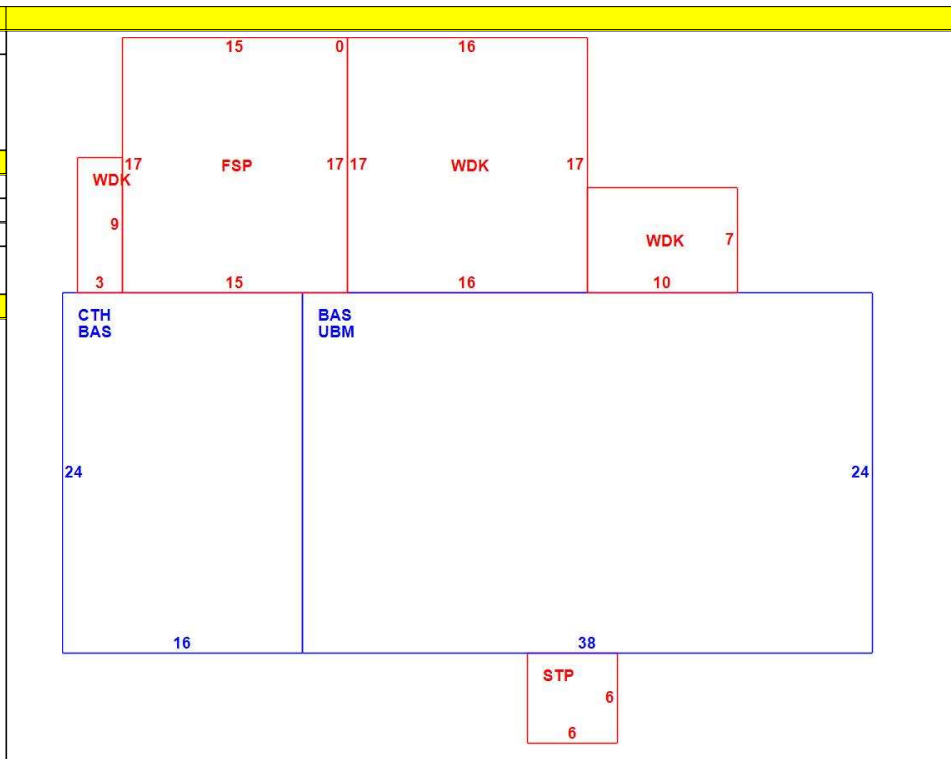 15 0 16
17 FSP 17 17 WDK 17
WDK
9
WDK 7
3 15 16 10
CTH
BAS
BAS
UBM
24 24
16 38
STP
6
6